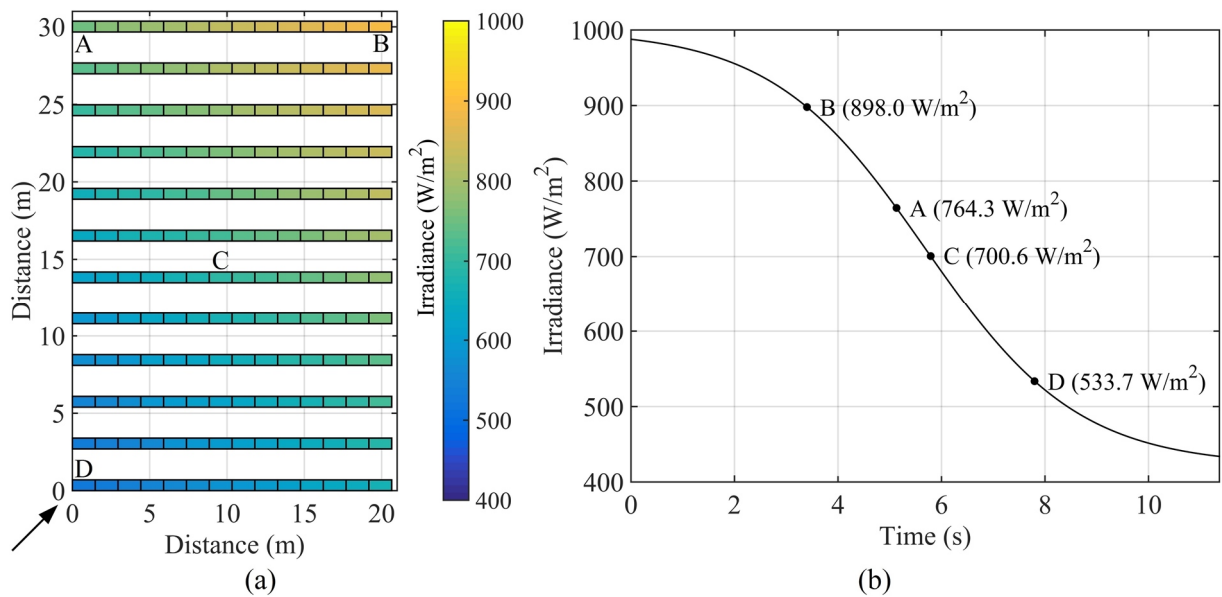 30
25
20
15
10
5
0
Distance (m)
A
B
C
D
0
5
10
15
20
Distance (m)
(a)
1000
900
800
700
600
500
400
Irradiance (W/m²)
1000
900
800
700
600
500
400
Irradiance (W/m²)
B (898.0 W/m²)
A (764.3 W/m²)
C (700.6 W/m²)
D (533.7 W/m²)
0
2
4
6
8
10
Time (s)
(b)